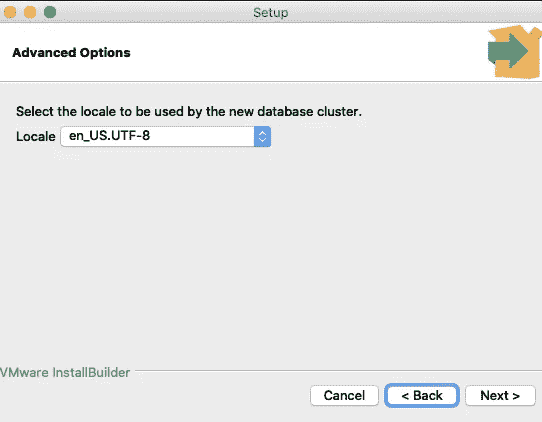 Setup
Advanced Options
Select the locale to be used by the new database cluster.
Locale en_US.UTF-8
VMware InstallBuilder
Cancel < Back Next >